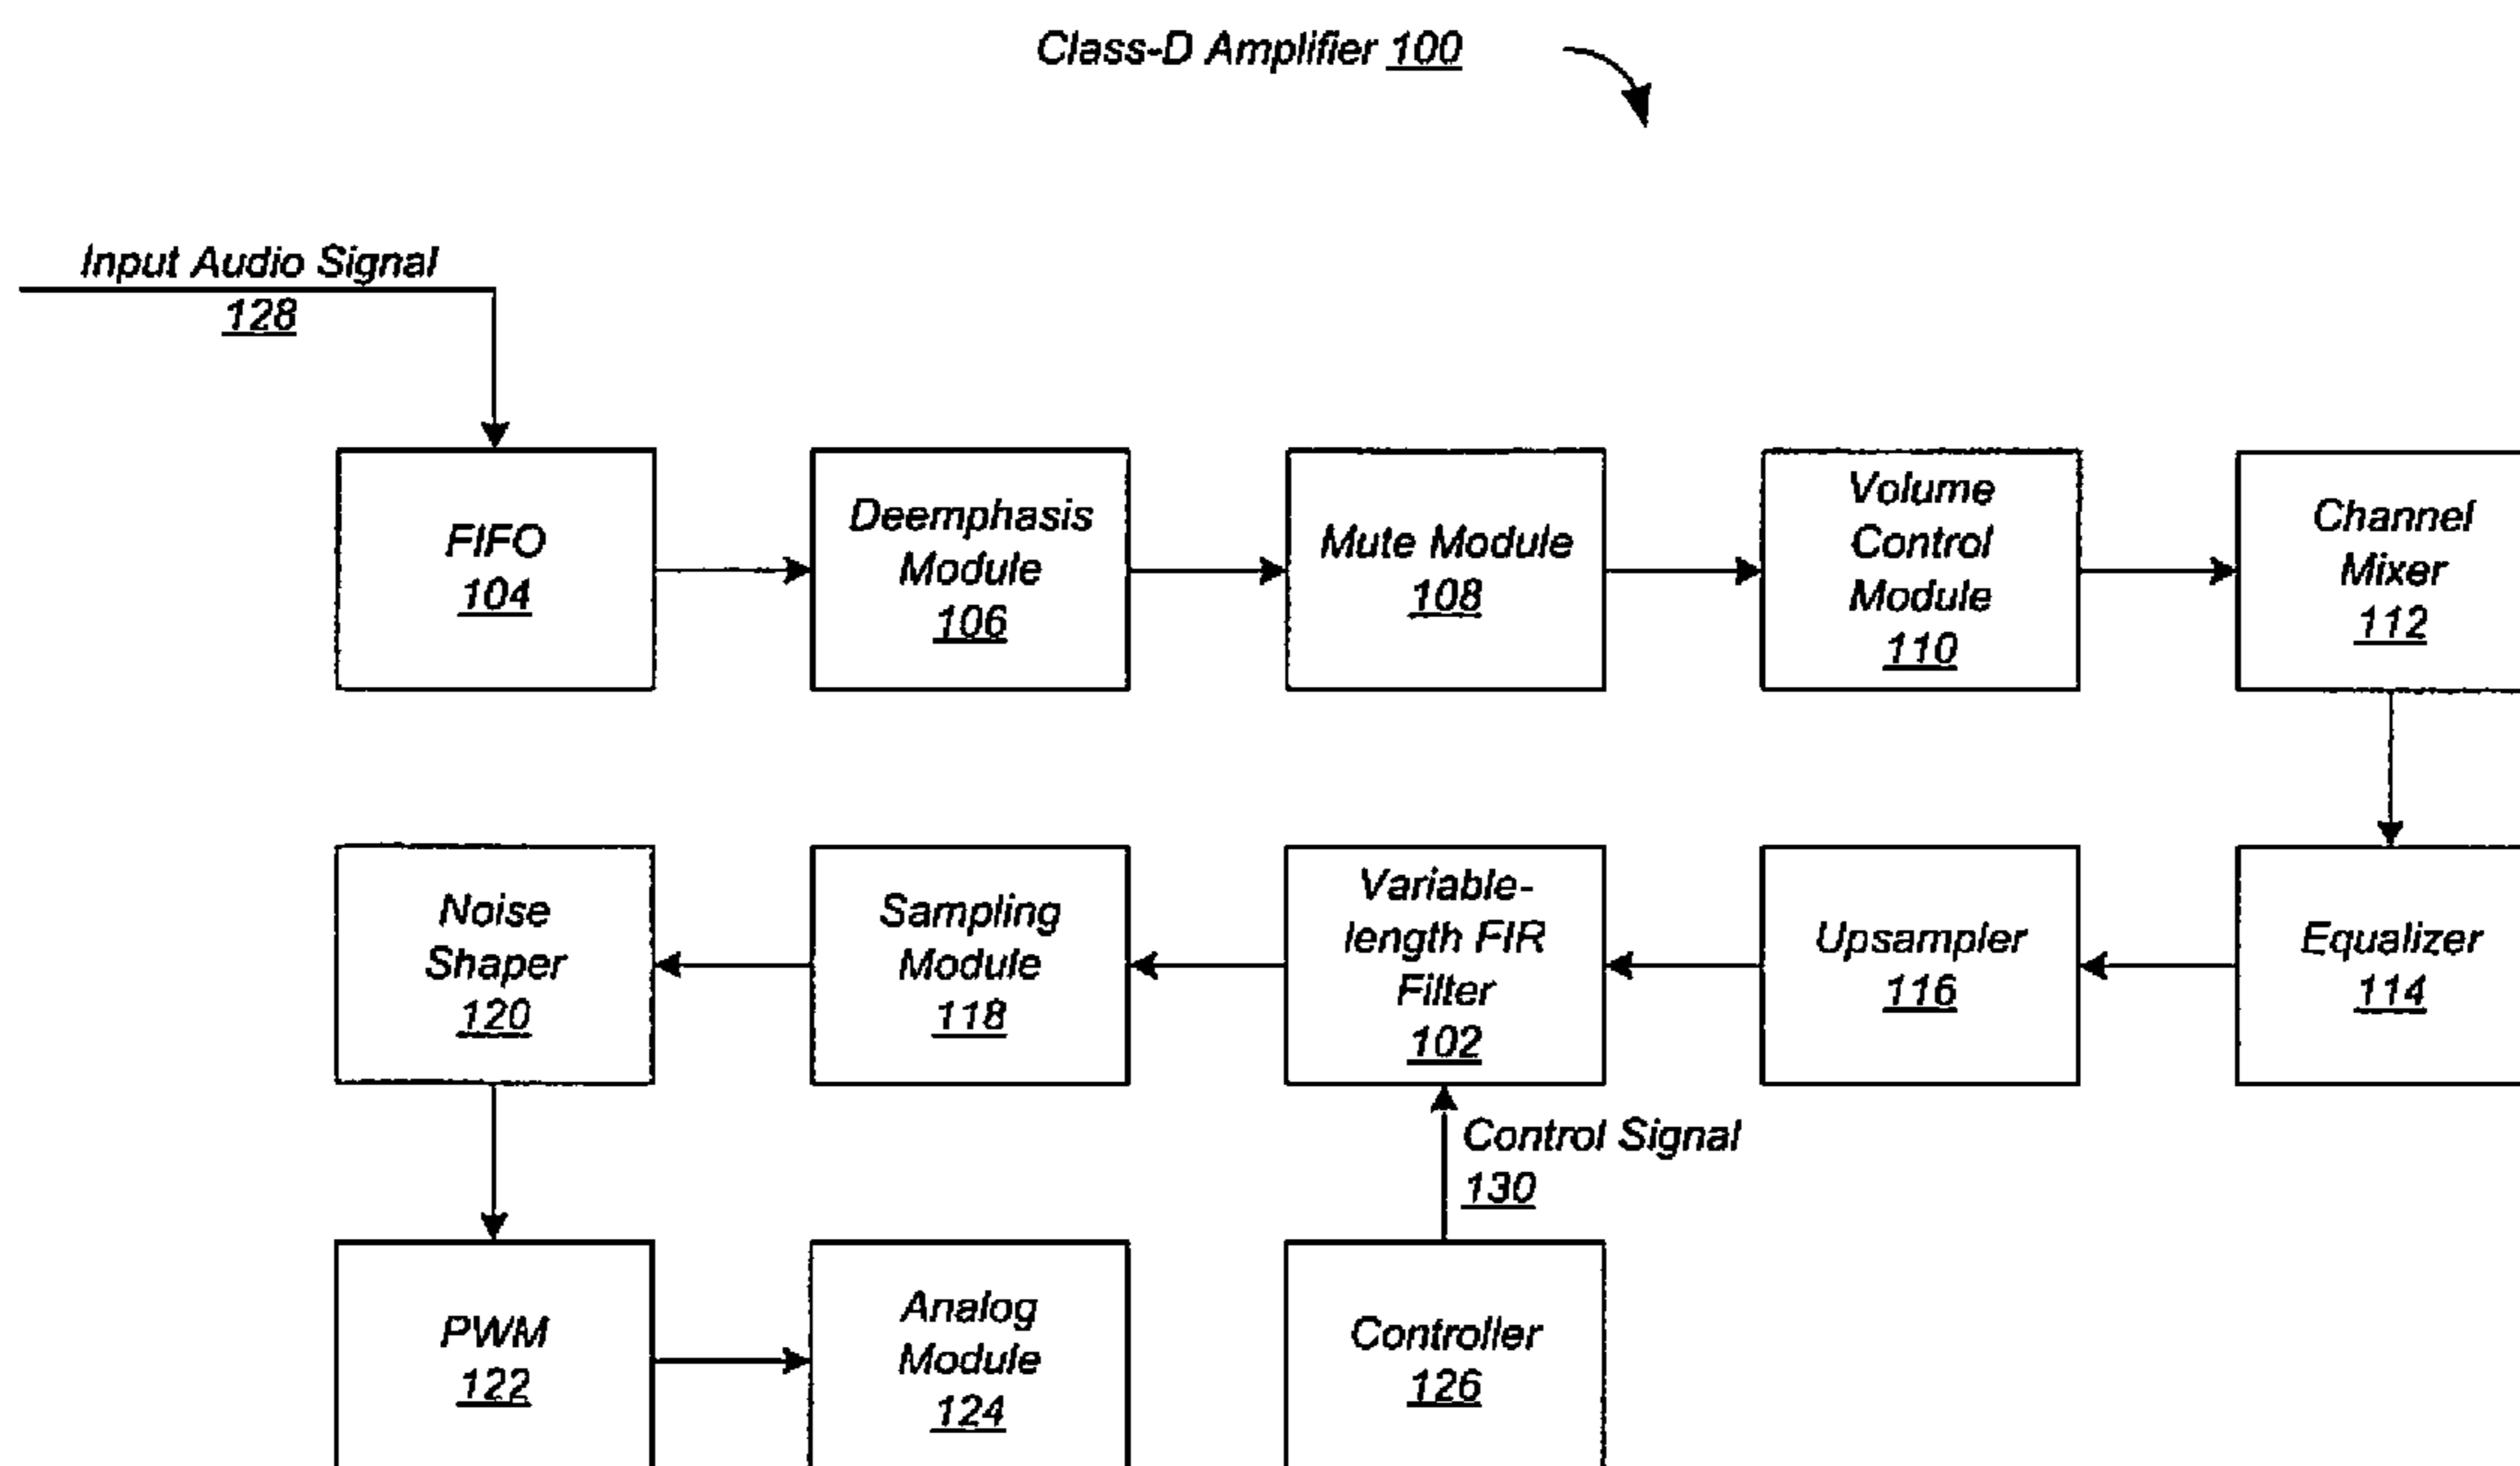 Class-D Amplifier 100
Input Audio Signal
128
FIFO
104
Deemphasis
Module
106
Mute Module
108
Volume
Control
Module
110
Channel
Mixer
112
Noise
Shaper
120
Sampling
Module
118
Variable-
length FIR
Filter
102
Upsampler
116
Equalizer
114
Control Signal
130
PWM
122
Analog
Module
124
Controller
126